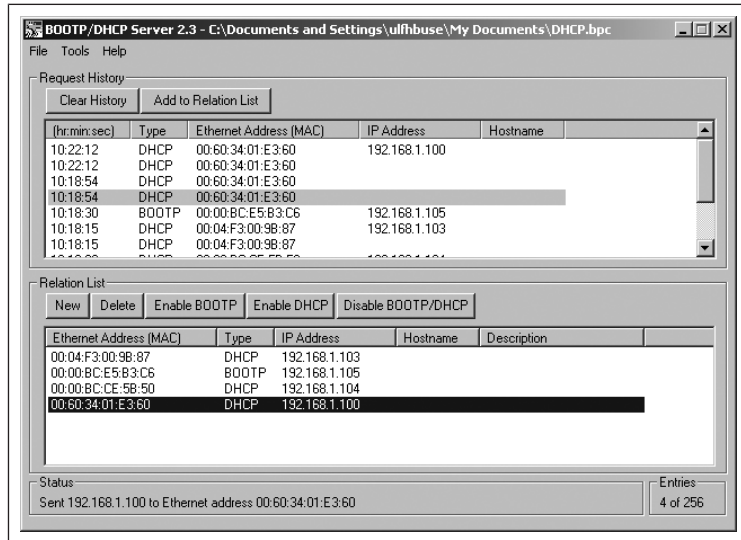 BOOTP/DHCP Server 2.3 - C:\Documents and Settings\ulfhbuse\My Documents\DHCP.bpc
File Tools Help
Request History
Clear History Add to Relation List
(hr:min:sec) Type Ethernet Address (MAC) IP Address Hostname
10:22:12 DHCP 00:60:34:01:E3:60 192.168.1.100
10:22:12 DHCP 00:60:34:01:E3:60
10:18:54 DHCP 00:60:34:01:E3:60
10:18:54 DHCP 00:60:34:01:E3:60
10:18:30 BOOTP 00:00:BC:E5:B3:C6 192.168.1.105
10:18:15 DHCP 00:04:F3:00:9B:87 192.168.1.103
10:18:15 DHCP 00:04:F3:00:9B:87
Relation List
New Delete Enable BOOTP Enable DHCP Disable BOOTP/DHCP
Ethernet Address (MAC) Type IP Address Hostname Description
00:04:F3:00:9B:87 DHCP 192.168.1.103
00:00:BC:E5:B3:C6 BOOTP 192.168.1.105
00:00:BC:CE:5B:50 DHCP 192.168.1.104
00:60:34:01:E3:60 DHCP 192.168.1.100
Status
Sent 192.168.1.100 to Ethernet address 00:60:34:01:E3:60
Entries
4 of 256